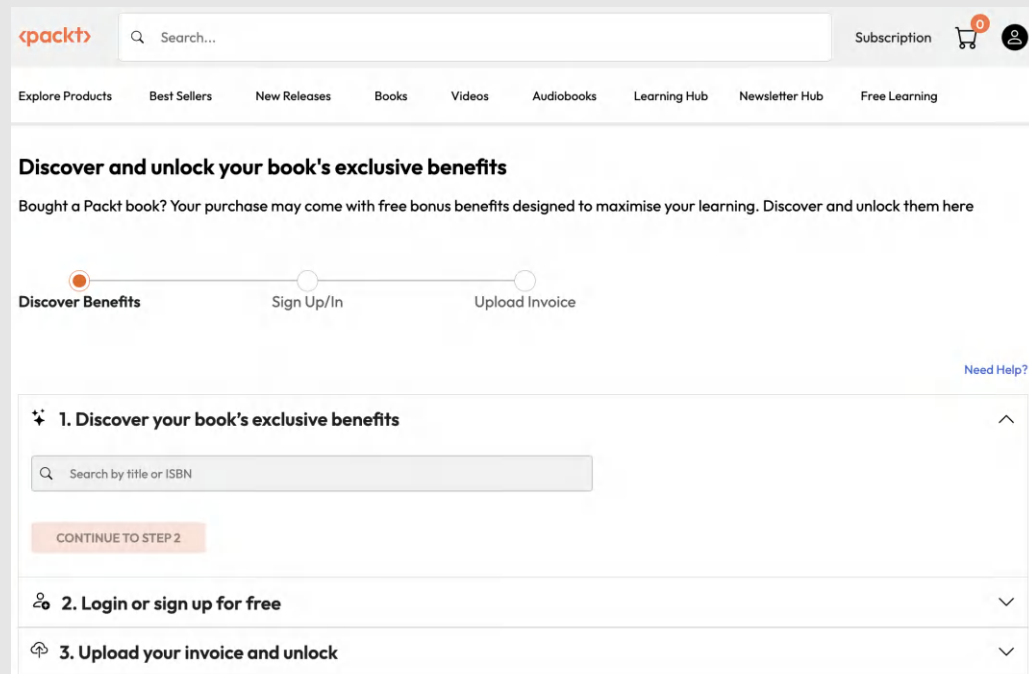 <packt>
Search...
Subscription
0
Explore Products Best Sellers New Releases Books Videos Audiobooks Learning Hub Newsletter Hub Free Learning
Discover and unlock your book's exclusive benefits
Bought a Packt book? Your purchase may come with free bonus benefits designed to maximise your learning. Discover and unlock them here
Discover Benefits Sign Up/In Upload Invoice
Need Help?
1. Discover your book’s exclusive benefits
Search by title or ISBN
CONTINUE TO STEP 2
2. Login or sign up for free
3. Upload your invoice and unlock